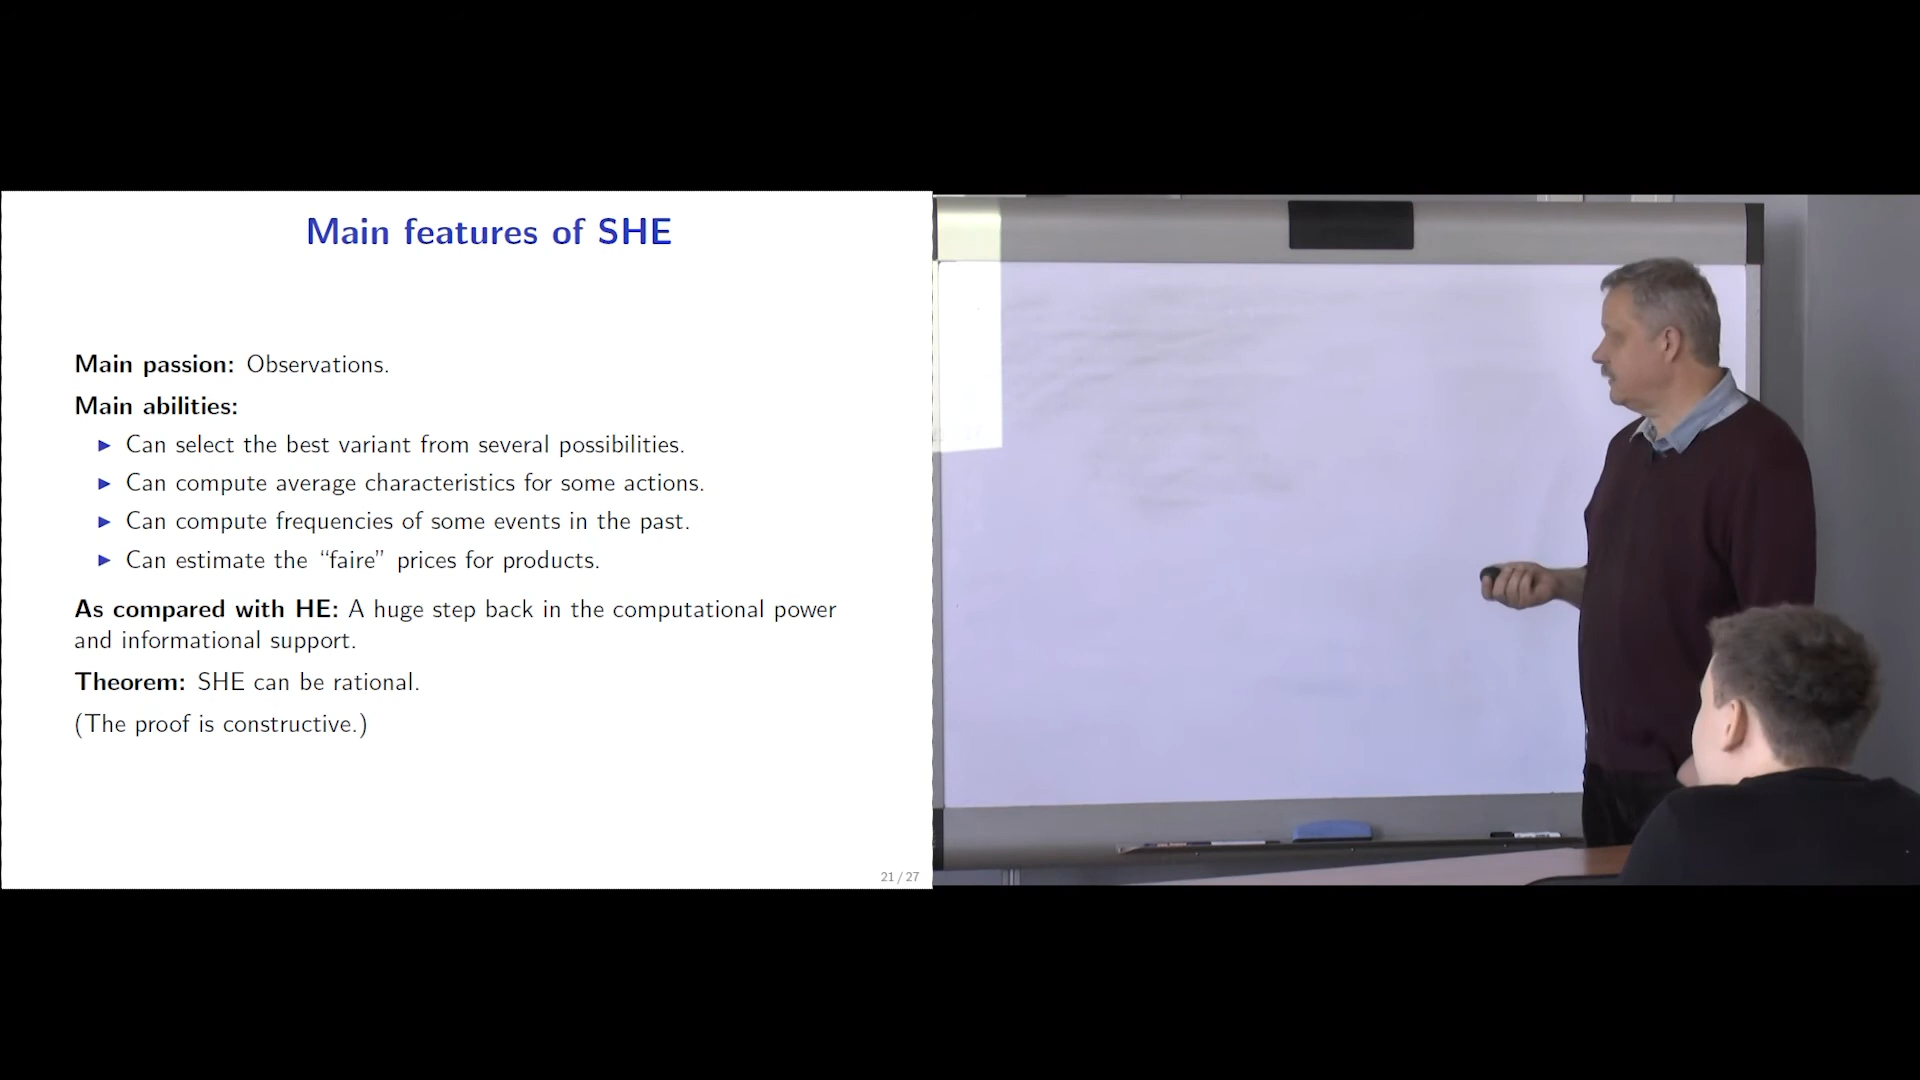 Main features of SHE
Main passion: Observations.
Main abilities:
▶ Can select the best variant from several possibilities.
▶ Can compute average characteristics for some actions.
▶ Can compute frequencies of some events in the past.
▶ Can estimate the “faire” prices for products.
As compared with HE: A huge step back in the computational power
and informational support.
Theorem: SHE can be rational.
(The proof is constructive.)
21 / 27